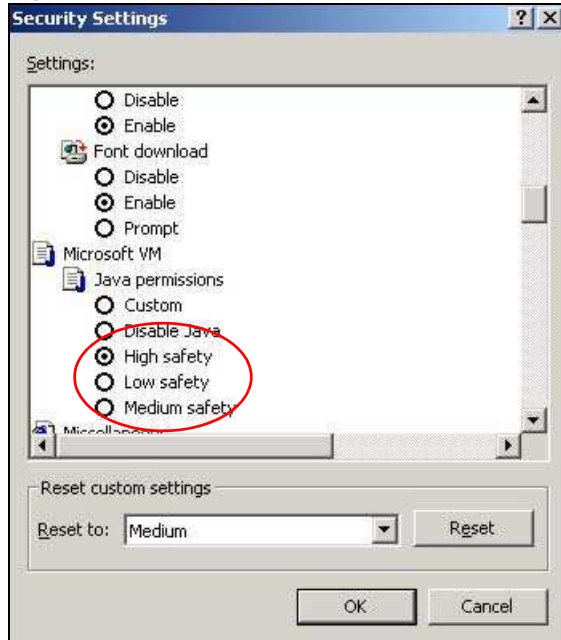 Security Settings
Settings:
Disable
Enable
Font download
Disable
Enable
Prompt
Microsoft VM
Java permissions
Custom
Disable Java
High safety
Low safety
Medium safety
Miscellaneous
Reset custom settings
Reset to: Medium Reset
OK Cancel